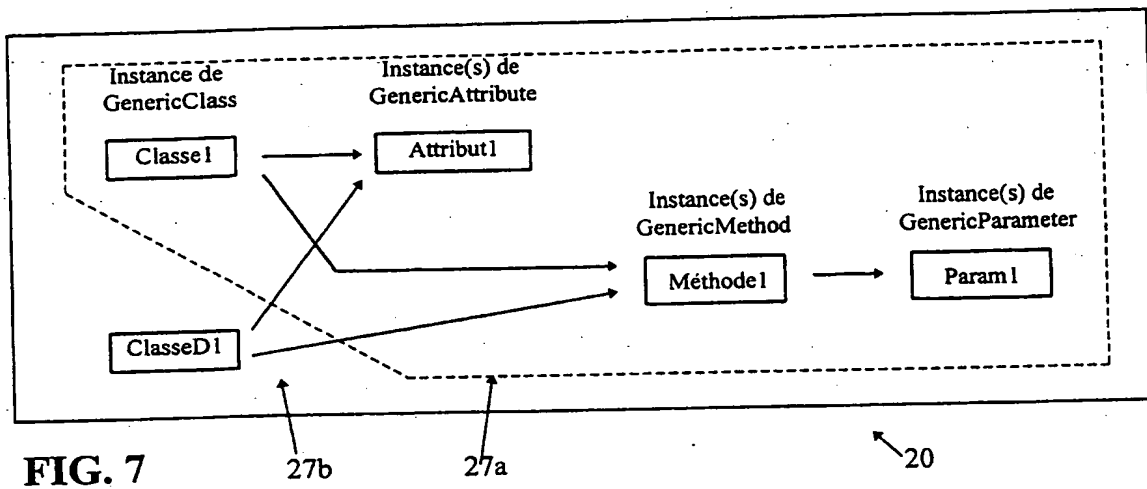 Instance de
GenericClass
Instance(s) de
GenericAttribute
Classe1
Attribut1
Instance(s) de
GenericMethod
Instance(s) de
GenericParameter
Méthode1
Param1
ClasseD1
FIG. 7
27b
27a
20